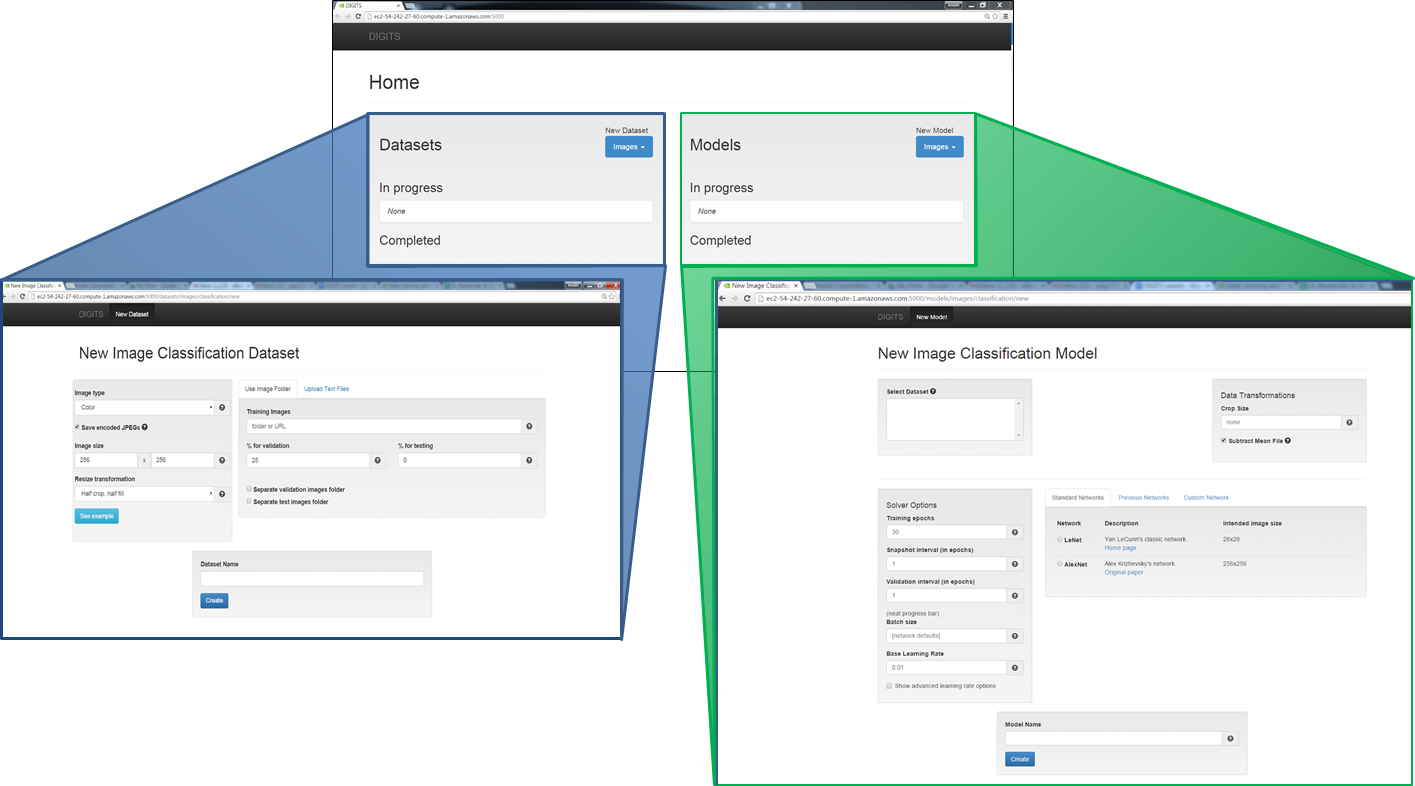 DIGITS
ec2-54-242-27-60.compute-1.amazonaws.com:5000
DIGITS
Home
Datasets
New Dataset
Images
In progress
None
Completed
Models
New Model
Images
In progress
None
Completed
New Image Classific
ec2-54-242-27-60.compute-1.amazonaws.com:5000/datasets/images/classification/new
DIGITS New Dataset
New Image Classification Dataset
Image type
Color
Save encoded JPEGs
Image size
256 x 256
Resize transformation
Half crop, half fill
See example
Use Image Folder Upload Text Files
Training Images
folder or URL
% for validation % for testing
25 0
Separate validation images folder
Separate test images folder
Dataset Name
Create
New Image Classific
ec2-54-242-27-60.compute-1.amazonaws.com:5000/models/images/classification/new
DIGITS New Model
New Image Classification Model
Select Dataset
Data Transformations
Crop Size
none
Subtract Mean File
Solver Options
Training epochs
30
Snapshot interval (in epochs)
1
Validation interval (in epochs)
1
(neat progress bar)
Batch size
[network defaults]
Base Learning Rate
0.01
Show advanced learning rate options
Standard Networks Previous Networks Custom Network
Network Description Intended image size
LeNet Yan LeCunn's classic network. 28x28
Home page
AlexNet Alex Krizhevsky's network. 256x256
Original paper
Model Name
Create